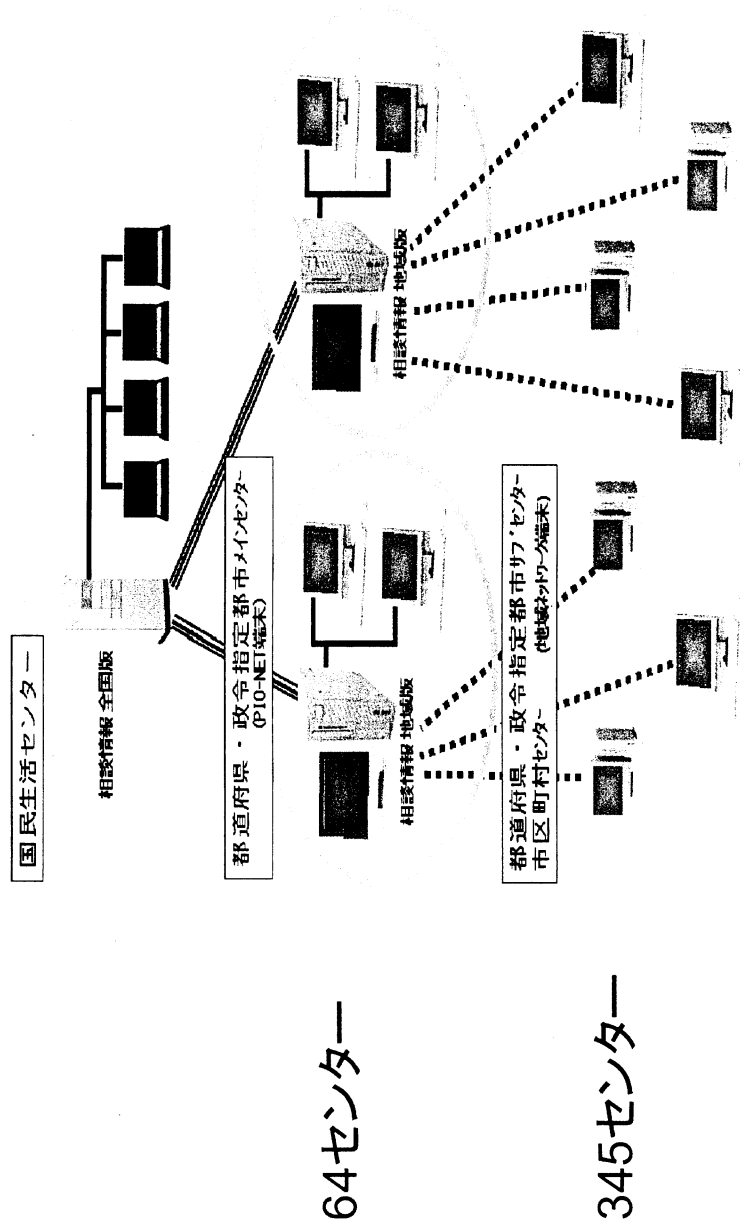 国民生活センター
相談情報 全国版
都道府県・政令指定都市メインセンター
(PIO-NET端末)
相談情報 地域版
相談情報 地域版
64センター
都道府県・政令指定都市サブセンター
市区町村センター (地域ネットワーク端末)
345センター